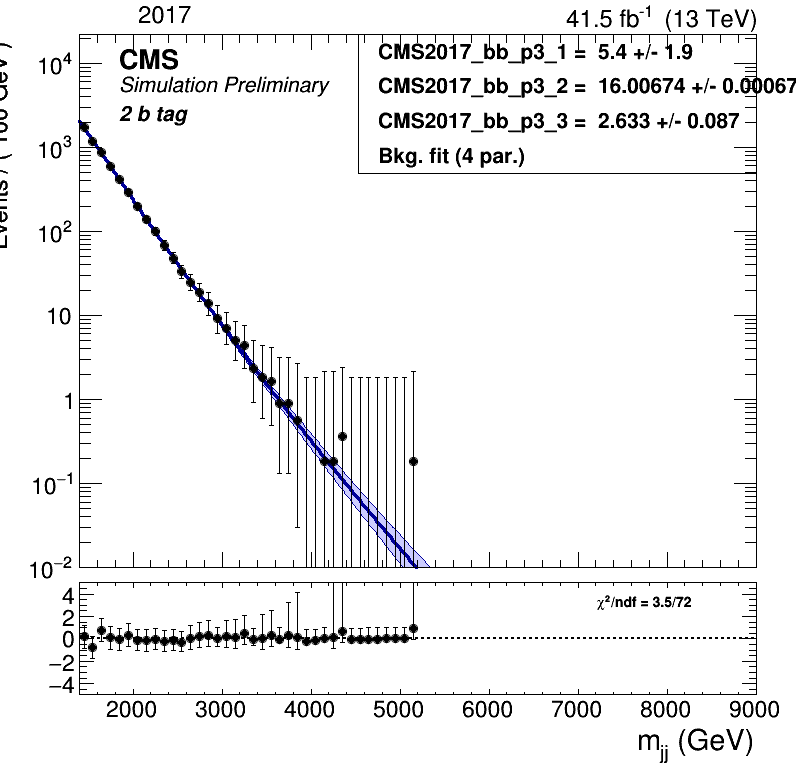 2017
41.5 fb⁻¹ (13 TeV)
CMS
Simulation Preliminary
2 b tag
CMS2017_bb_p3_1 = 5.4 +/- 1.9
CMS2017_bb_p3_2 = 16.00674 +/- 0.00067
CMS2017_bb_p3_3 = 2.633 +/- 0.087
Bkg. fit (4 par.)
Events / ( 100 GeV )
10⁴
10³
10²
10
1
10⁻¹
10⁻²
χ²/ndf = 3.5/72
4
2
0
−2
−4
2000 3000 4000 5000 6000 7000 8000 9000
mjj (GeV)